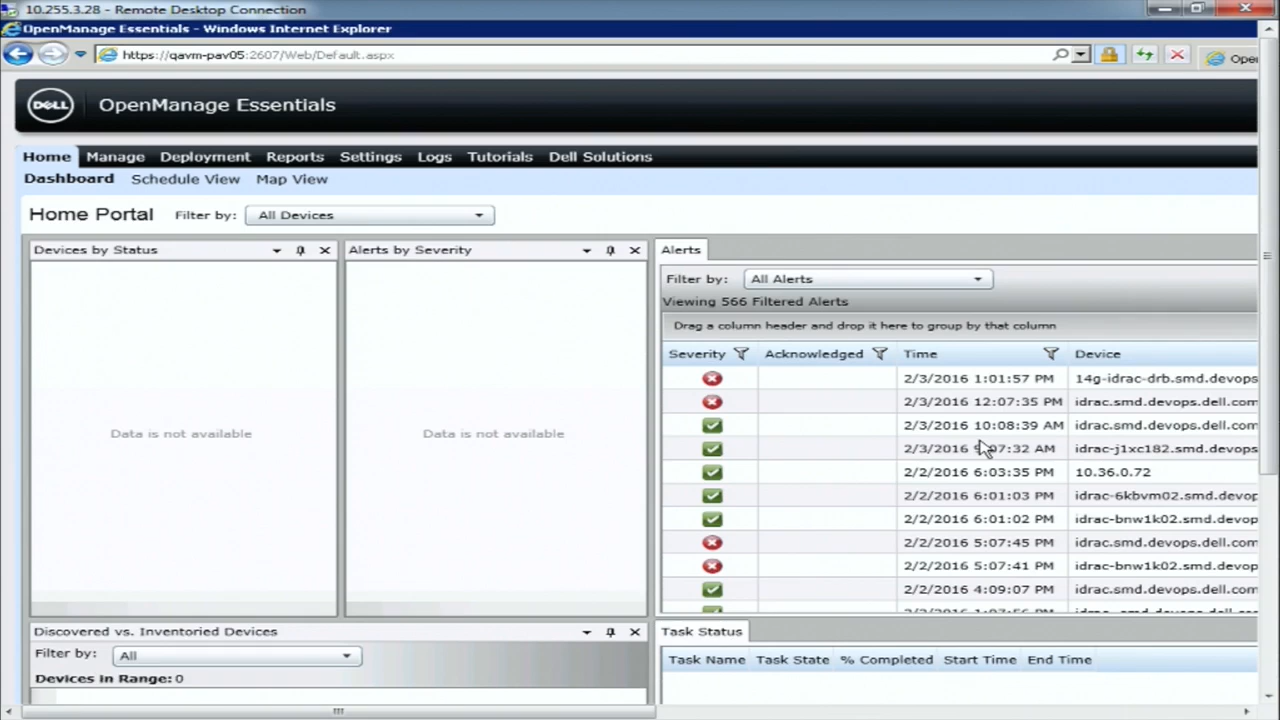 10.255.3.28 - Remote Desktop Connection
OpenManage Essentials - Windows Internet Explorer
https://qavm-pav05:2607/Web/Default.aspx
Ope
DELL
OpenManage Essentials
Home Manage Deployment Reports Settings Logs Tutorials Dell Solutions
Dashboard Schedule View Map View
Home Portal Filter by: All Devices
Devices by Status
Data is not available
Alerts by Severity
Data is not available
Alerts
Filter by: All Alerts
Viewing 566 Filtered Alerts
Drag a column header and drop it here to group by that column
Severity Acknowledged Time Device
2/3/2016 1:01:57 PM 14g-idrac-drb.smd.devops
2/3/2016 12:07:35 PM idrac.smd.devops.dell.com
2/3/2016 10:08:39 AM idrac.smd.devops.dell.com
2/3/2016 :07:32 AM idrac-j1xc182.smd.devops
2/2/2016 6:03:35 PM 10.36.0.72
2/2/2016 6:01:03 PM idrac-6kbvm02.smd.devop
2/2/2016 6:01:02 PM idrac-bnw1k02.smd.devop
2/2/2016 5:07:45 PM idrac.smd.devops.dell.com
2/2/2016 5:07:41 PM idrac-bnw1k02.smd.devop
2/2/2016 4:09:07 PM idrac.smd.devops.dell.com
Discovered vs. Inventoried Devices
Filter by: All
Devices in Range: 0
Task Status
Task Name Task State % Completed Start Time End Time